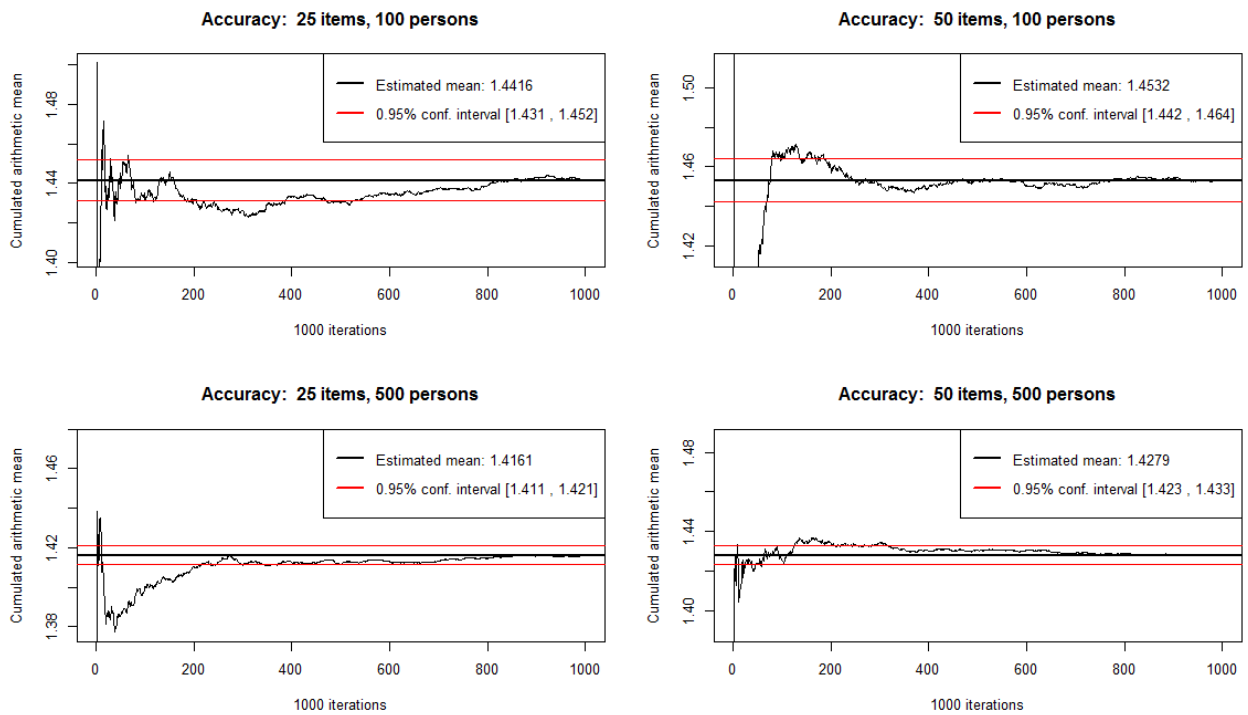 Accuracy:  25 items, 100 persons
Cumulated arithmetic mean
1.48
1.44
1.40
Estimated mean: 1.4416
0.95% conf. interval [1.431 , 1.452]
0 200 400 600 800 1000
1000 iterations
Accuracy:  50 items, 100 persons
Cumulated arithmetic mean
1.50
1.46
1.42
Estimated mean: 1.4532
0.95% conf. interval [1.442 , 1.464]
0 200 400 600 800 1000
1000 iterations
Accuracy:  25 items, 500 persons
Cumulated arithmetic mean
1.46
1.42
1.38
Estimated mean: 1.4161
0.95% conf. interval [1.411 , 1.421]
0 200 400 600 800 1000
1000 iterations
Accuracy:  50 items, 500 persons
Cumulated arithmetic mean
1.48
1.44
1.40
Estimated mean: 1.4279
0.95% conf. interval [1.423 , 1.433]
0 200 400 600 800 1000
1000 iterations